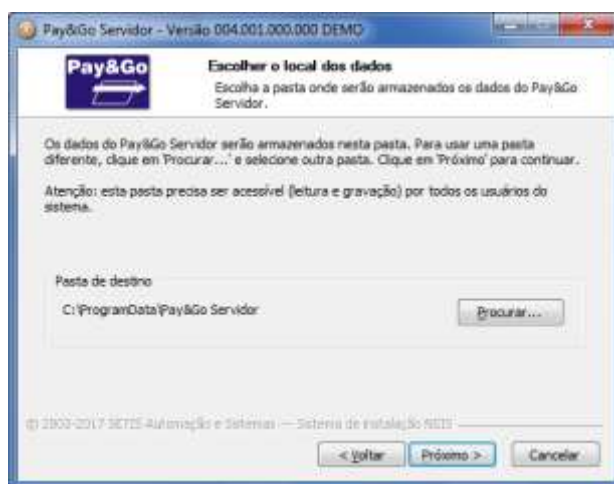 Pay&Go Servidor - Versão 004.001.000.000 DEMO
Pay&Go
Escolher o local dos dados
Escolha a pasta onde serão armazenados os dados do Pay&Go
Servidor.
Os dados do Pay&Go Servidor serão armazenados nesta pasta. Para usar uma pasta
diferente, clique em 'Procurar...' e selecione outra pasta. Clique em 'Próximo' para continuar.
Atenção: esta pasta precisa ser acessível (leitura e gravação) por todos os usuários do
sistema.
Pasta de destino
C:\ProgramData\Pay&Go Servidor
Procurar...
© 2003-2017 SETIS Automação e Sistemas — Sistema de instalação NSIS
< Voltar
Próximo >
Cancelar